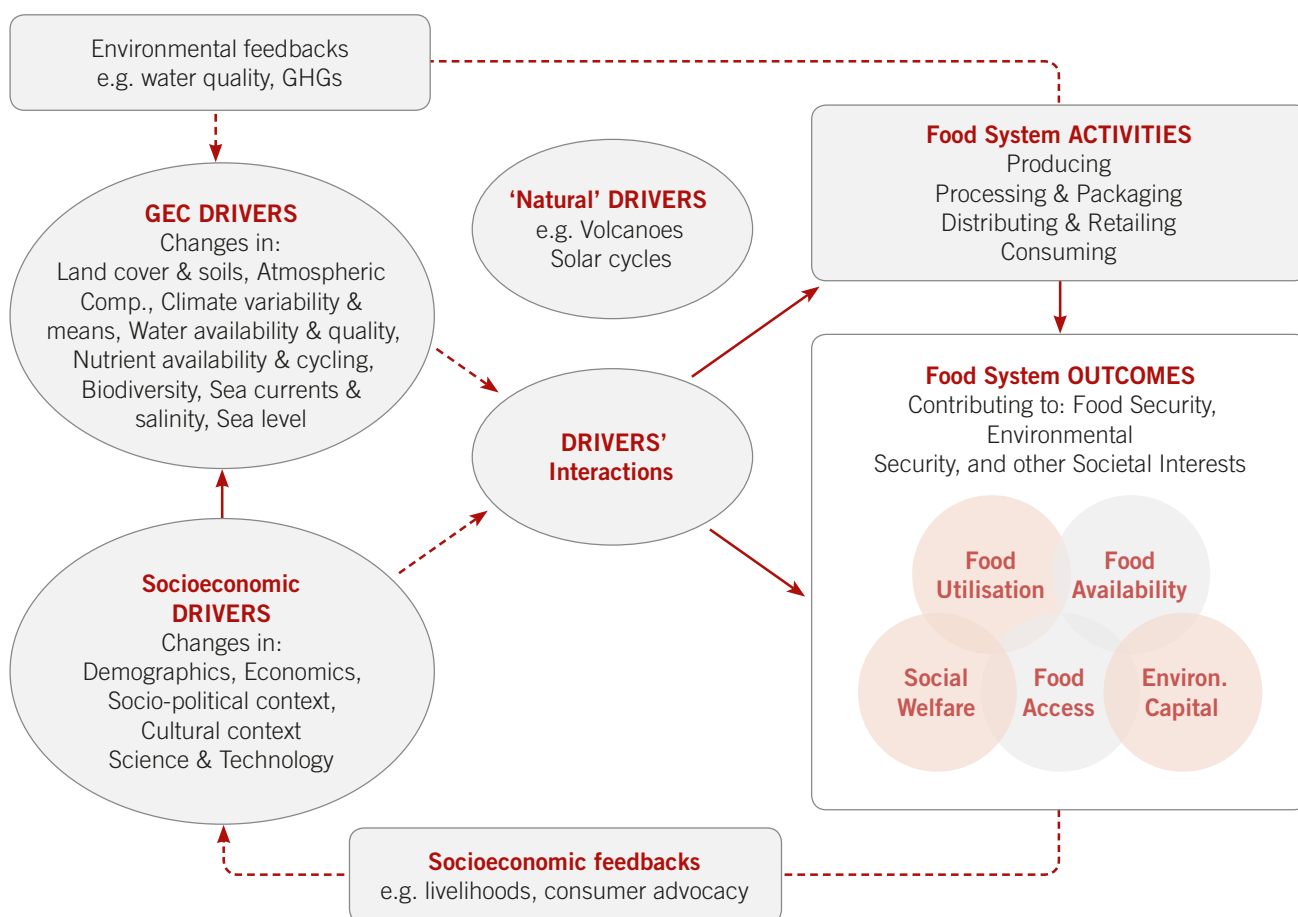 Environmental feedbacks
e.g. water quality, GHGs
GEC DRIVERS
Changes in:
Land cover & soils, Atmospheric
Comp., Climate variability &
means, Water availability & quality,
Nutrient availability & cycling,
Biodiversity, Sea currents &
salinity, Sea level
‘Natural’ DRIVERS
e.g. Volcanoes
Solar cycles
Food System ACTIVITIES
Producing
Processing & Packaging
Distributing & Retailing
Consuming
DRIVERS’
Interactions
Food System OUTCOMES
Contributing to: Food Security,
Environmental
Security, and other Societal Interests
Food
Utilisation
Food
Availability
Social
Welfare
Food
Access
Environ.
Capital
Socioeconomic
DRIVERS
Changes in:
Demographics, Economics,
Socio-political context,
Cultural context
Science & Technology
Socioeconomic feedbacks
e.g. livelihoods, consumer advocacy